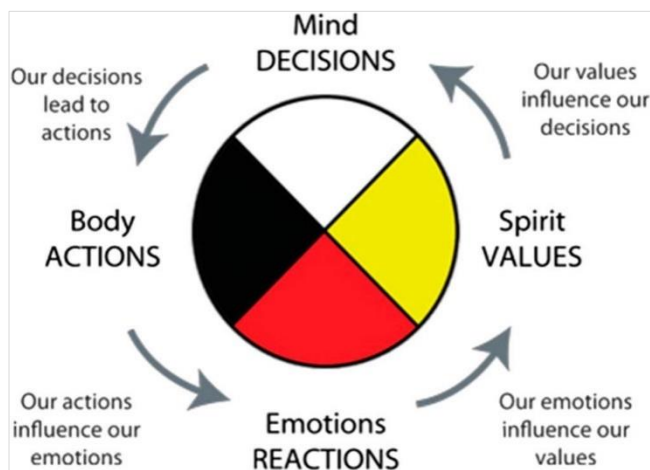 Mind
DECISIONS
Our decisions
lead to
actions
Our values
influence our
decisions
Body
ACTIONS
Spirit
VALUES
Our actions
influence our
emotions
Emotions
REACTIONS
Our emotions
influence our
values